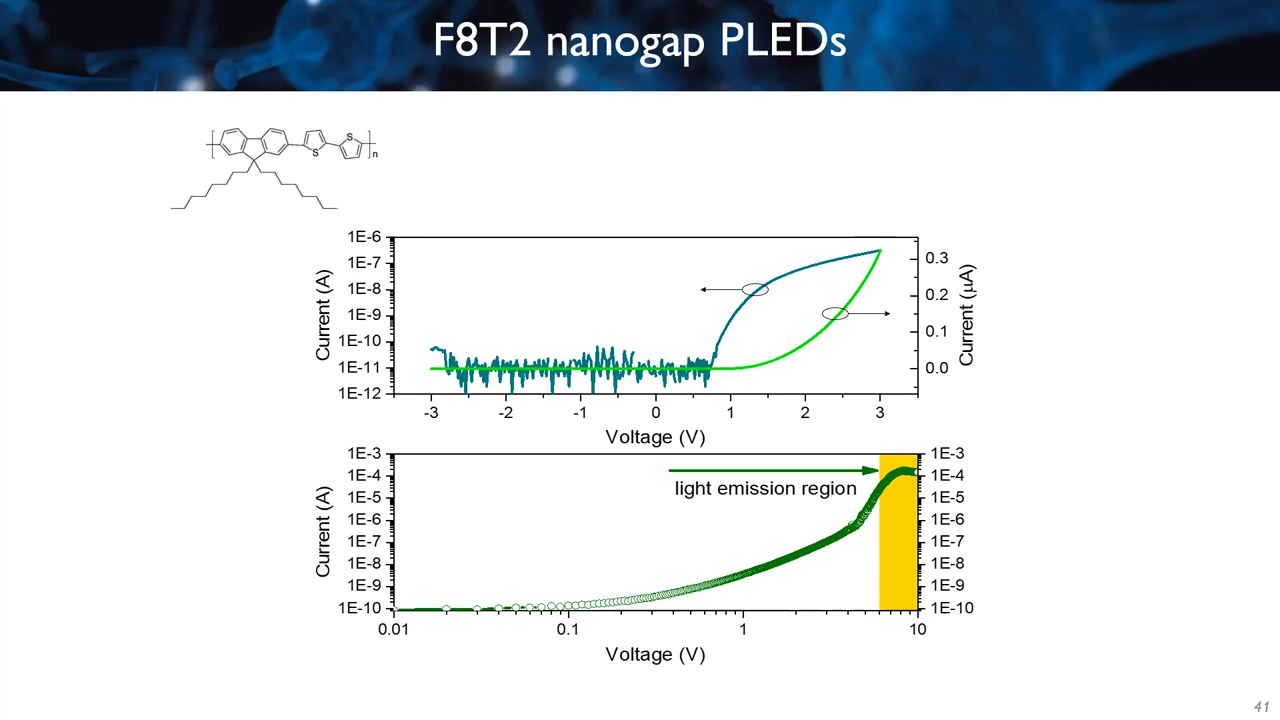 F8T2 nanogap PLEDs
S
S
n
1E-6
1E-7
1E-8
1E-9
1E-10
1E-11
1E-12
Current (A)
0.3
0.2
0.1
0.0
Current (μA)
-3 -2 -1 0 1 2 3
Voltage (V)
1E-3
1E-4
1E-5
1E-6
1E-7
1E-8
1E-9
1E-10
Current (A)
light emission region
1E-3
1E-4
1E-5
1E-6
1E-7
1E-8
1E-9
1E-10
0.01 0.1 1 10
Voltage (V)
41